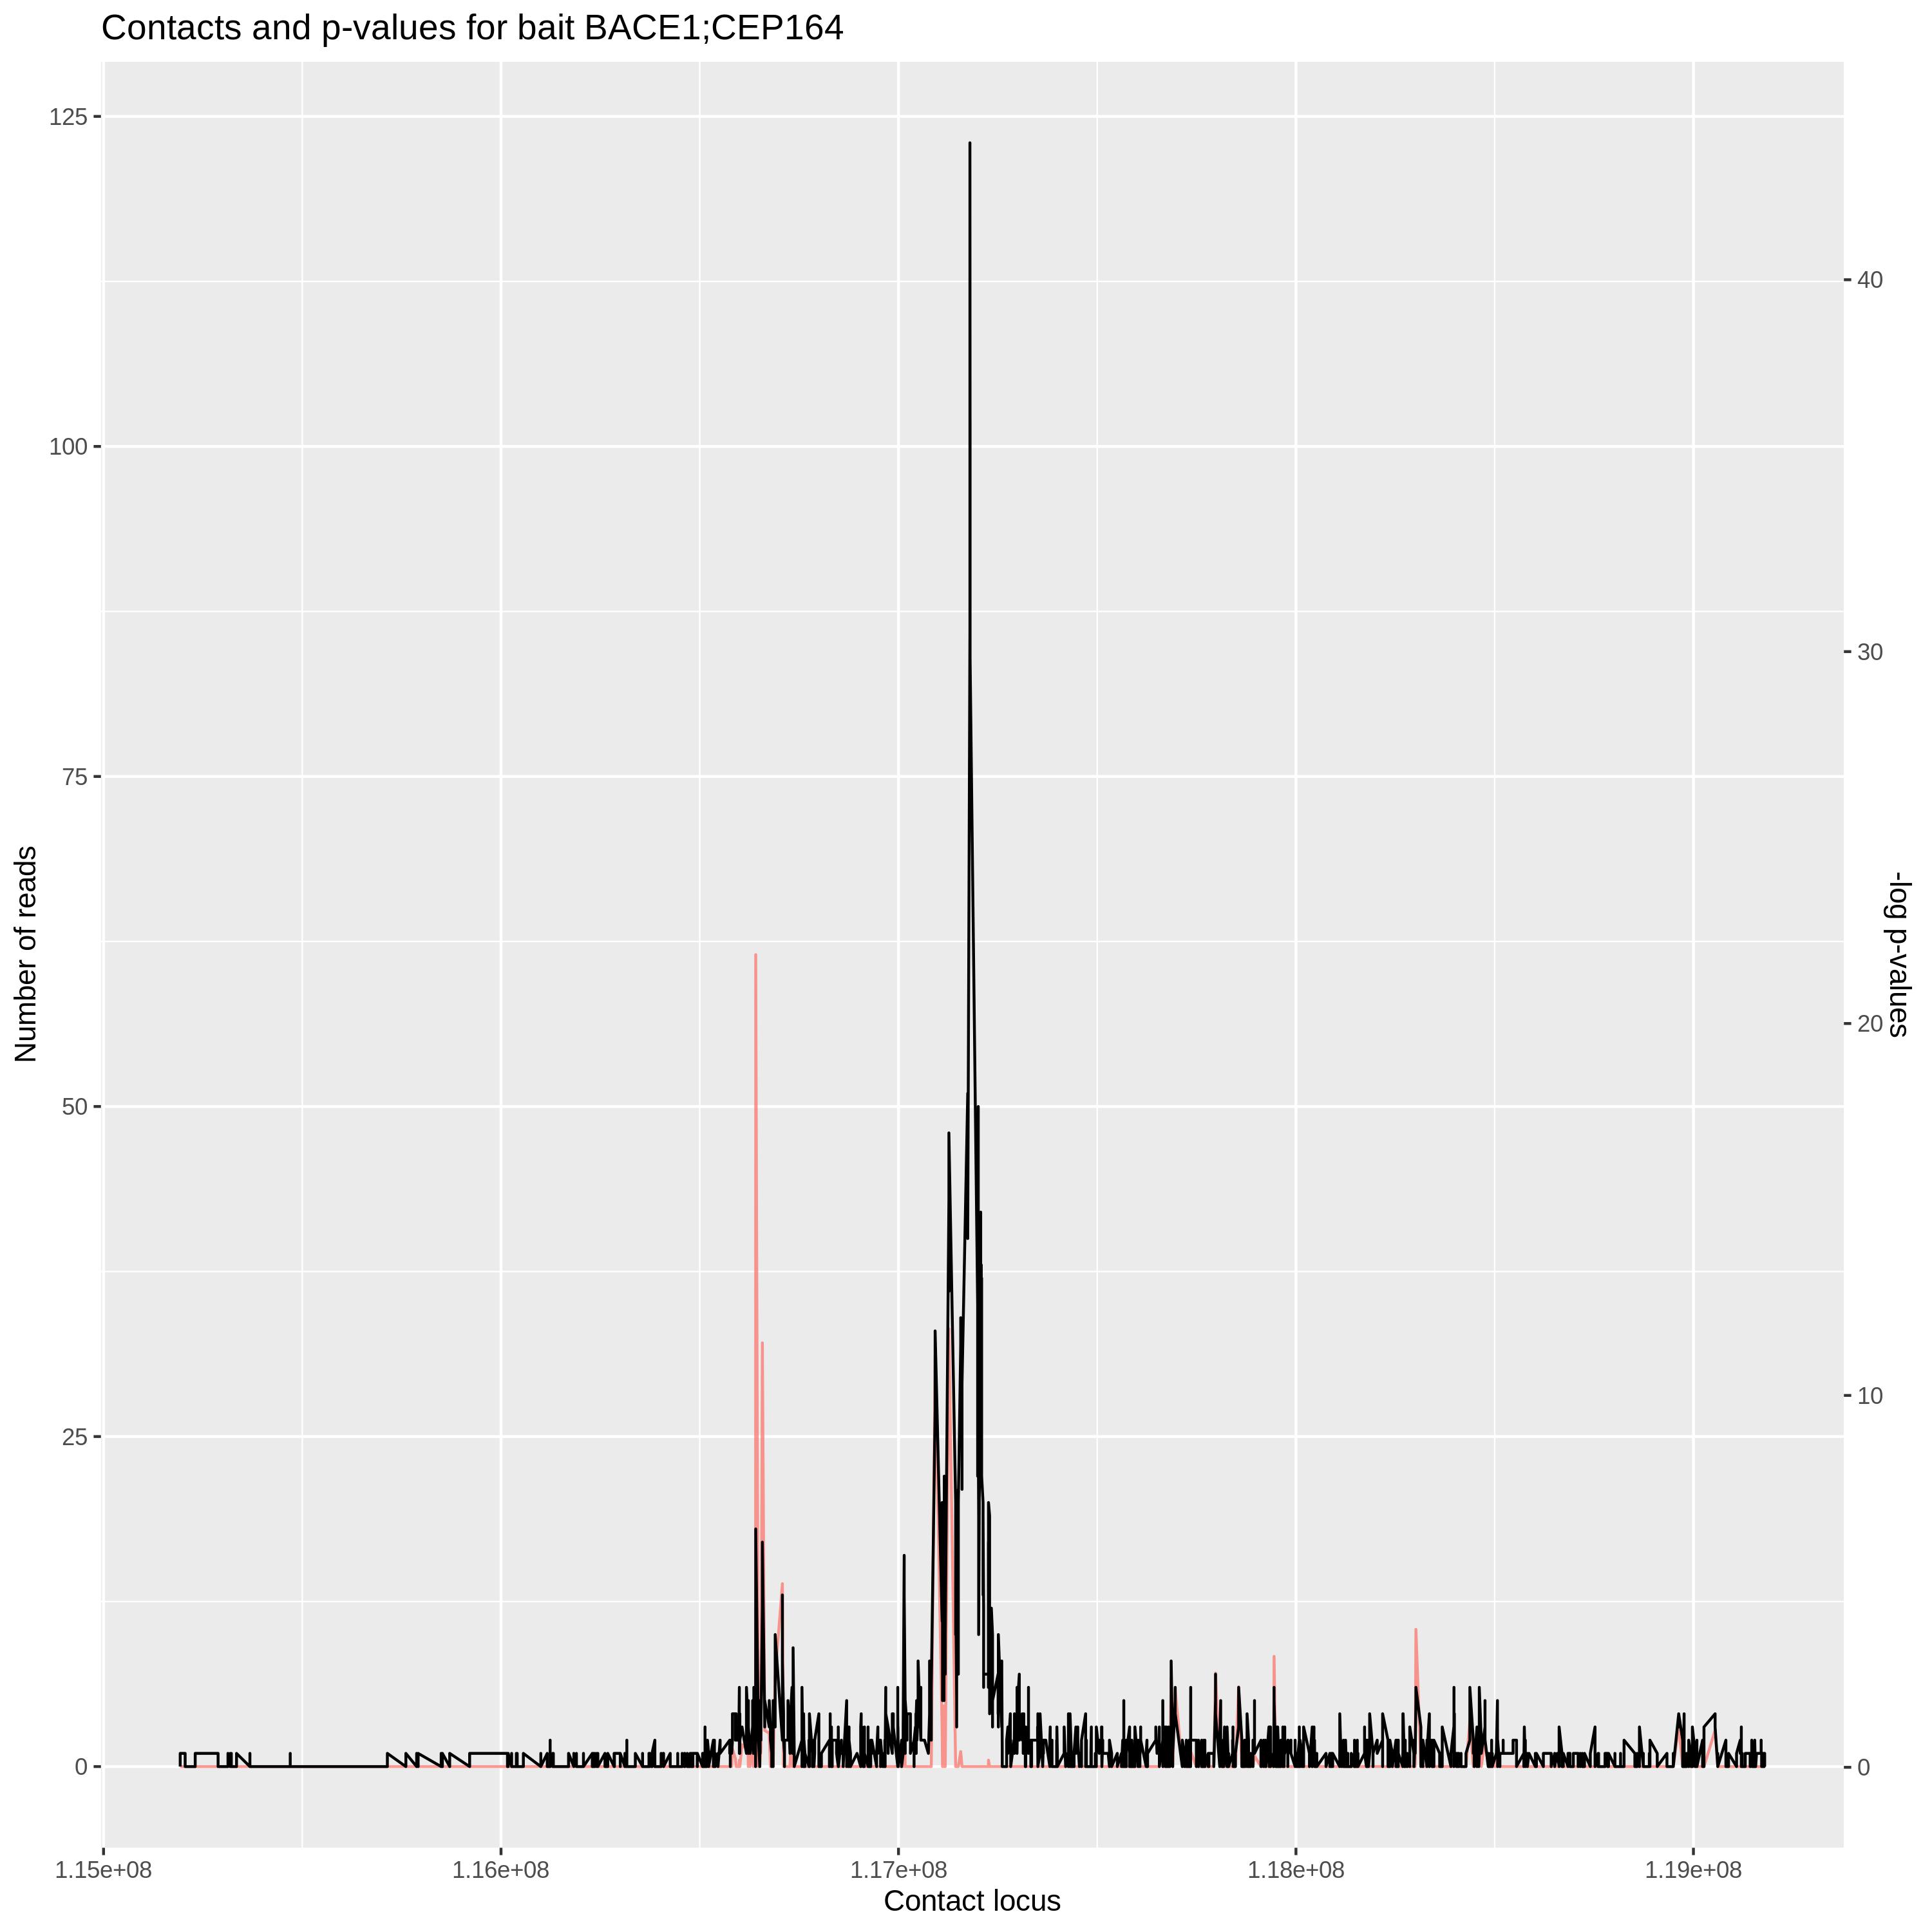 Contacts and p-values for bait BACE1;CEP164
125
100
75
50
25
0
Number of reads
40
30
20
10
0
-log p-values
1.15e+08
1.16e+08
1.17e+08
1.18e+08
1.19e+08
Contact locus